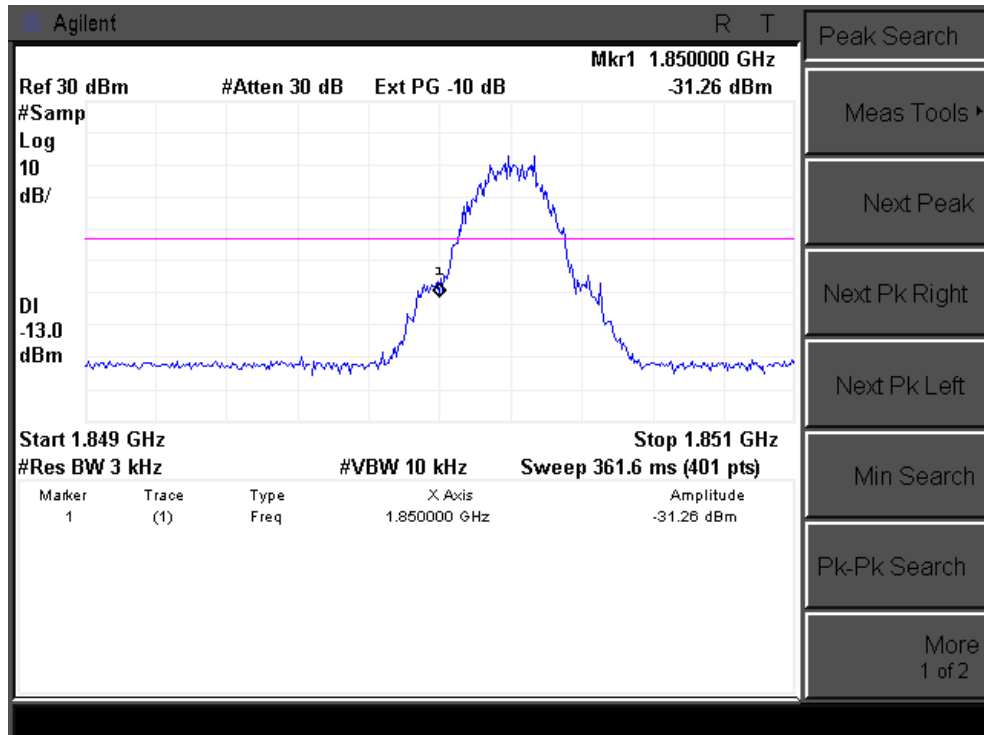 Agilent R T
Mkr1 1.850000 GHz
Ref 30 dBm #Atten 30 dB Ext PG -10 dB -31.26 dBm
#Samp
Log
10
dB/
1
DI
-13.0
dBm
Start 1.849 GHz Stop 1.851 GHz
#Res BW 3 kHz #VBW 10 kHz Sweep 361.6 ms (401 pts)
Marker Trace Type X Axis Amplitude
1 (1) Freq 1.850000 GHz -31.26 dBm
Peak Search
Meas Tools
Next Peak
Next Pk Right
Next Pk Left
Min Search
Pk-Pk Search
More
1 of 2